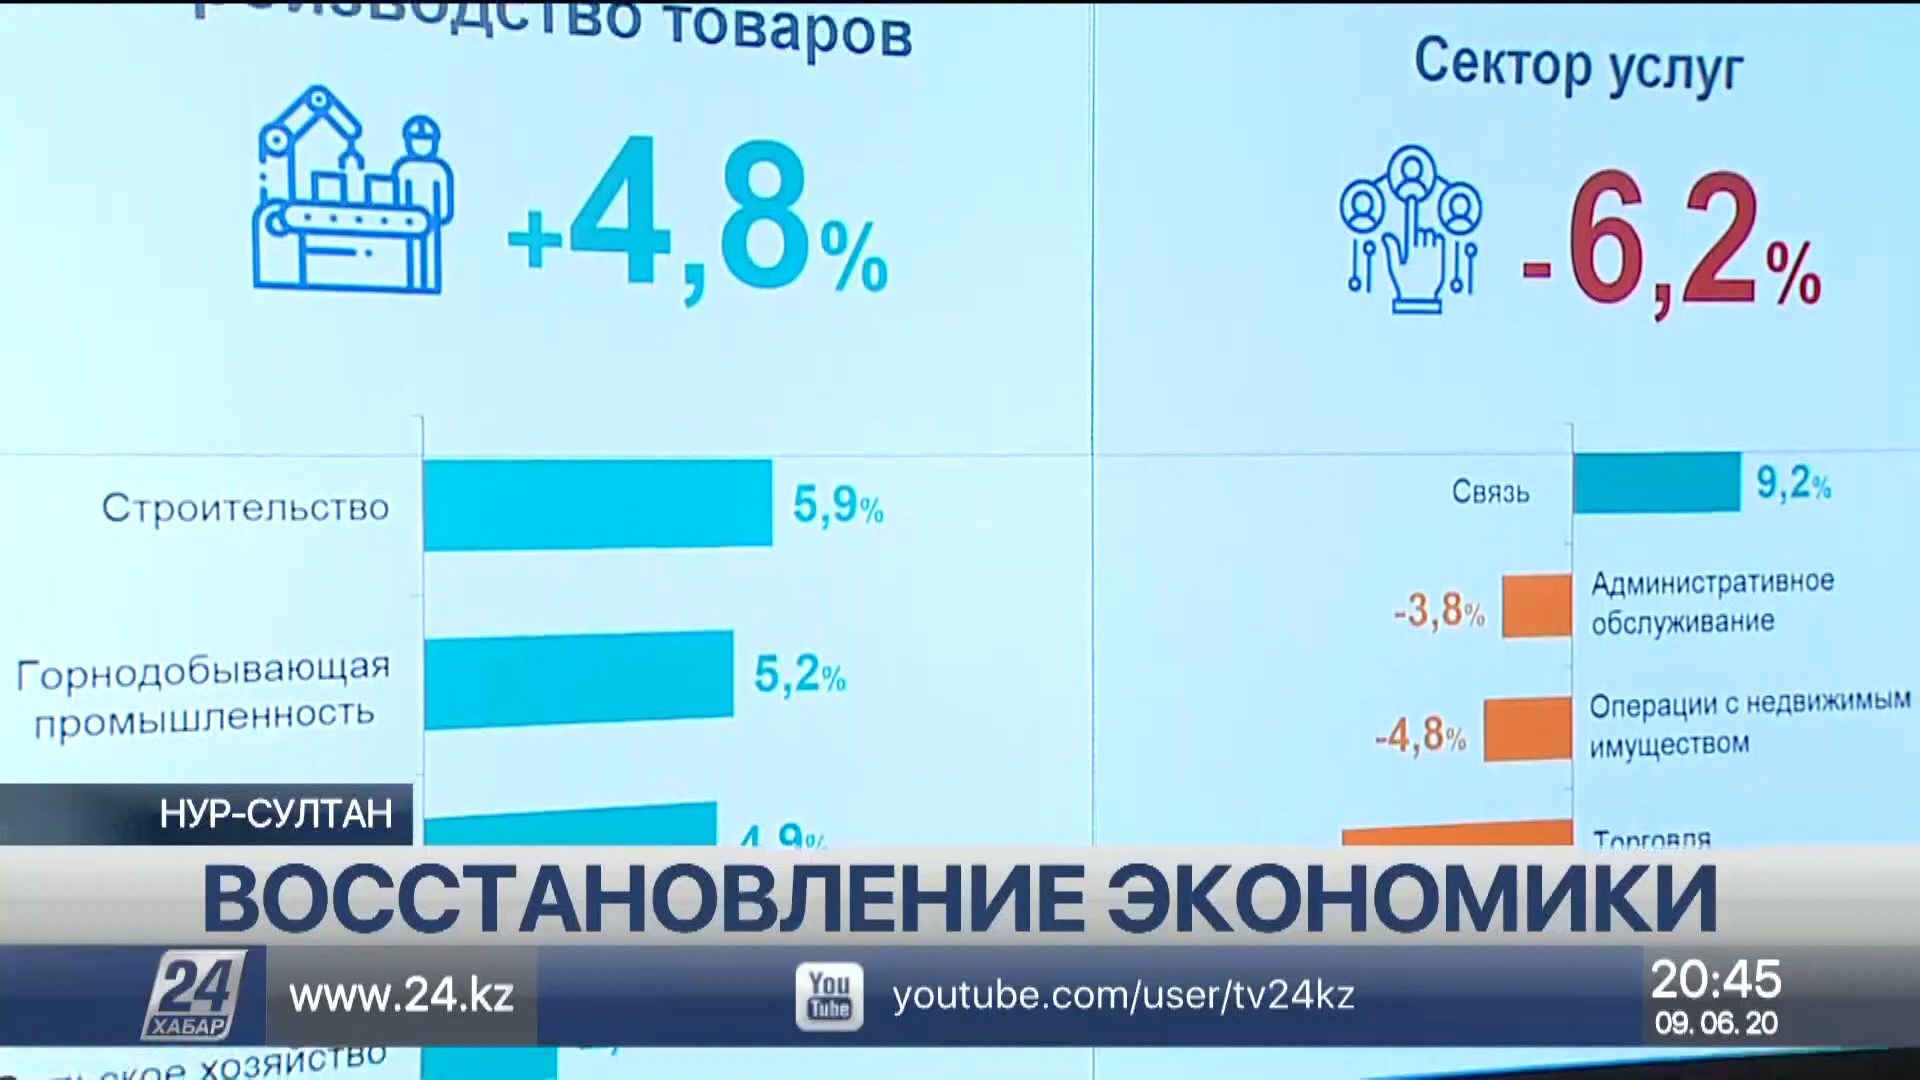 товаров
+4,8%
Строительство
5,9%
Горнодобывающая
промышленность
5,2%
4,9%
хозяйство
Сектор услуг
-6,2%
Связь
9,2%
-3,8%
Административное
обслуживание
-4,8%
Операции с недвижимым
имуществом
Торговля
НУР-СУЛТАН
ВОССТАНОВЛЕНИЕ ЭКОНОМИКИ
24
ХАБАР
www.24.kz
You
Tube
youtube.com/user/tv24kz
20:45
09. 06. 20